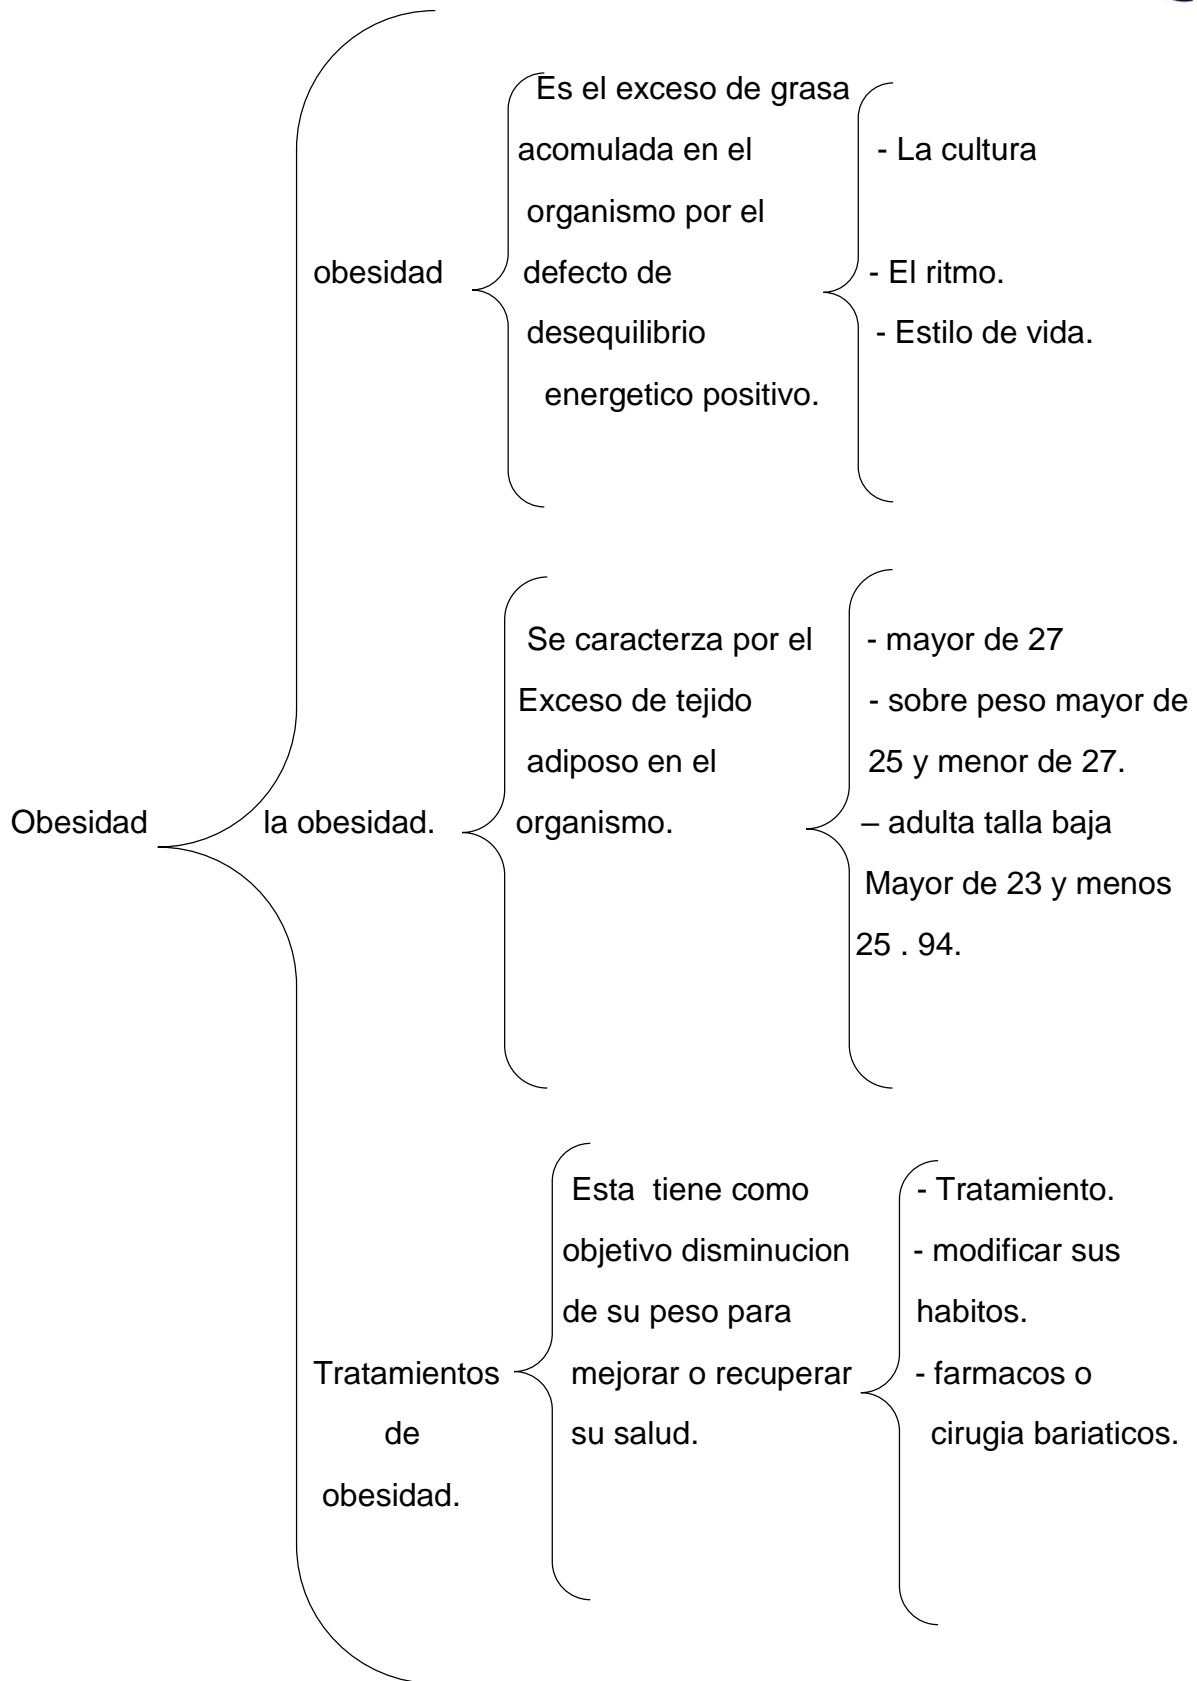 Obesidad
obesidad
Es el exceso de grasa
acomulada en el
organismo por el
defecto de
desequilibrio
energetico positivo.
- La cultura
- El ritmo.
- Estilo de vida.
la obesidad.
Se caracterza por el
Exceso de tejido
adiposo en el
organismo.
- mayor de 27
- sobre peso mayor de
25 y menor de 27.
– adulta talla baja
Mayor de 23 y menos
25 . 94.
Tratamientos
de
obesidad.
Esta  tiene como
objetivo disminucion
de su peso para
mejorar o recuperar
su salud.
- Tratamiento.
- modificar sus
habitos.
- farmacos o
cirugia bariaticos.